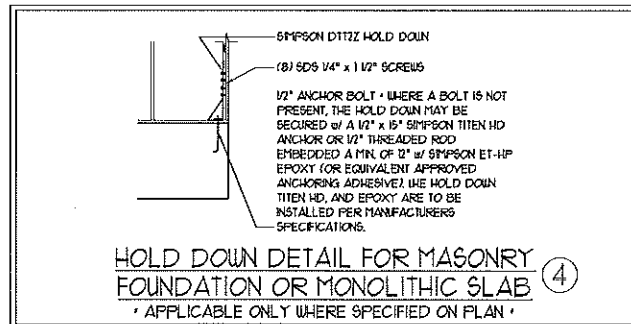 SIMPSON DTT2Z HOLD DOWN
(8) SDS 1/4" x 1 1/2" SCREWS
1/2" ANCHOR BOLT * WHERE A BOLT IS NOT
PRESENT, THE HOLD DOWN MAY BE
SECURED w/ A 1/2" x 15" SIMPSON TITEN HD
ANCHOR OR 1/2" THREADED ROD
EMBEDDED A MIN. OF 12" w/ SIMPSON ET-HP
EPOXY (OR EQUIVALENT APPROVED
ANCHORING ADHESIVE). THE HOLD DOWN
TITEN HD, AND EPOXY ARE TO BE
INSTALLED PER MANUFACTURERS
SPECIFICATIONS.
HOLD DOWN DETAIL FOR MASONRY
FOUNDATION OR MONOLITHIC SLAB
4
* APPLICABLE ONLY WHERE SPECIFIED ON PLAN *